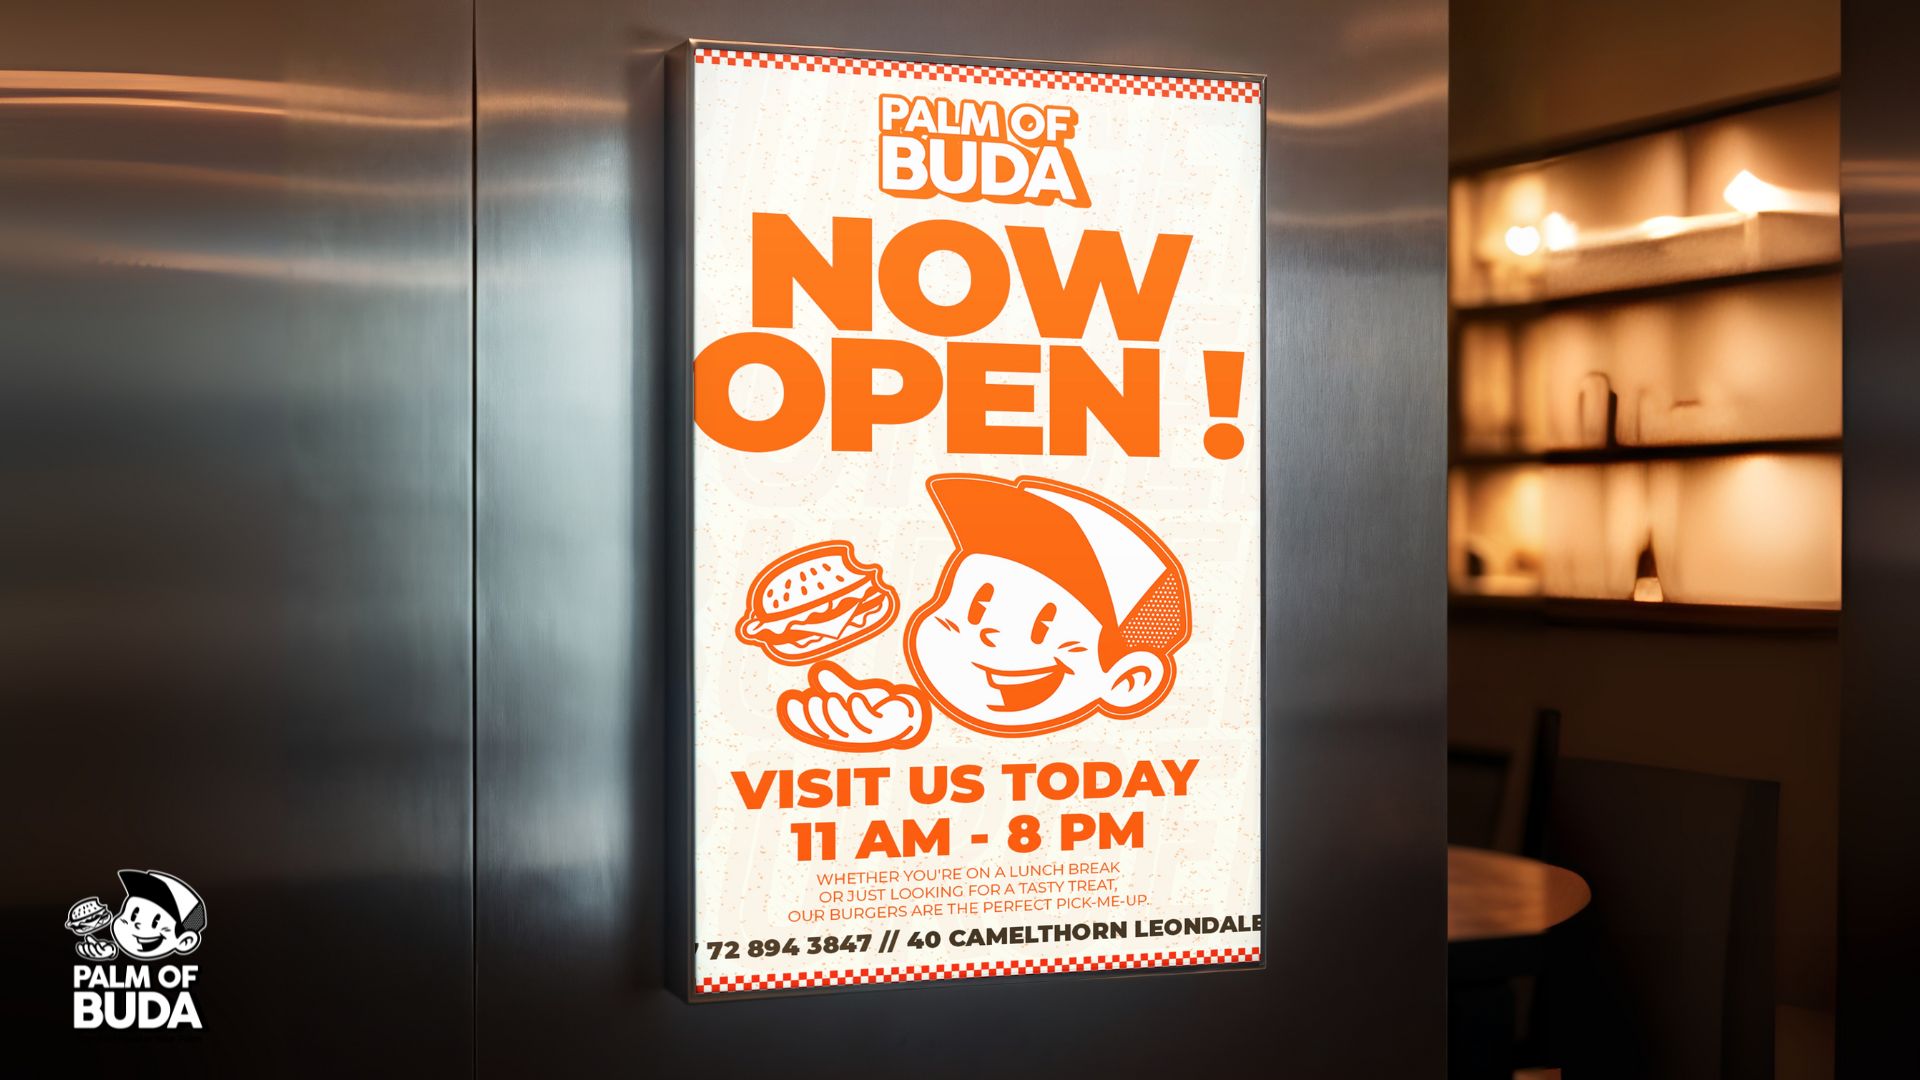 PALM OF
BUDA
NOW
OPEN !
VISIT US TODAY
11 AM - 8 PM
WHETHER YOU'RE ON A LUNCH BREAK
OR JUST LOOKING FOR A TASTY TREAT,
OUR BURGERS ARE THE PERFECT PICK-ME-UP.
72 894 3847 // 40 CAMELTHORN LEONDALE
PALM OF
BUDA